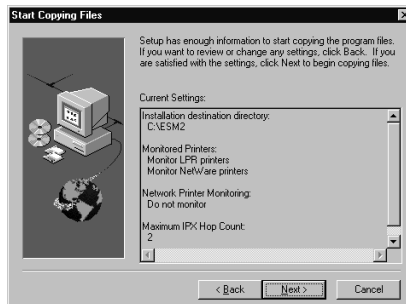 Start Copying Files
Setup has enough information to start copying the program files.
If you want to review or change any settings, click Back. If you
are satisfied with the settings, click Next to begin copying files.
Current Settings:
Installation destination directory:
C:\ESM2
Monitored Printers:
Monitor LPR printers
Monitor NetWare printers
Network Printer Monitoring:
Do not monitor
Maximum IPX Hop Count:
2
< Back
Next >
Cancel